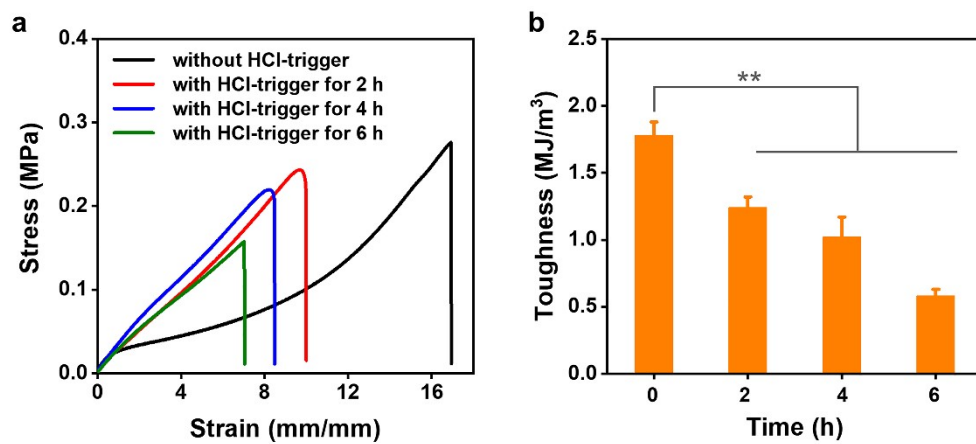 a
0.4
0.3
0.2
0.1
0.0
Stress (MPa)
without HCl-trigger
with HCl-trigger for 2 h
with HCl-trigger for 4 h
with HCl-trigger for 6 h
0 4 8 12 16
Strain (mm/mm)
b
2.5
2.0
1.5
1.0
0.5
0.0
Toughness (MJ/m³)
**
0 2 4 6
Time (h)